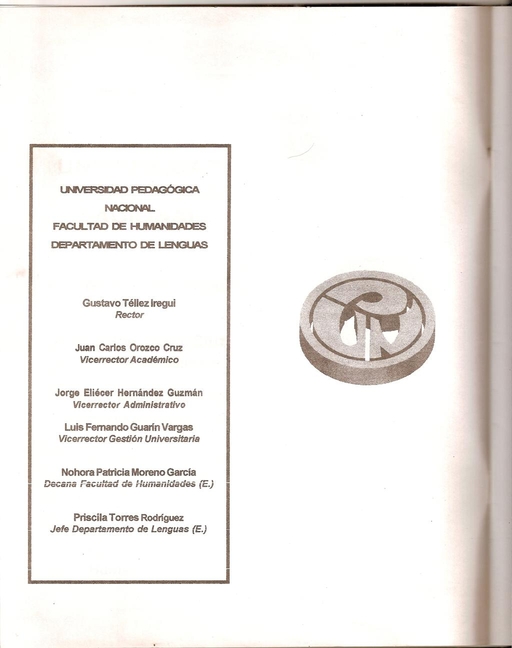 UNIVERSIDAD PEDAGÓGICA
NACIONAL
FACULTAD DE HUMANIDADES
DEPARTAMENTO DE LENGUAS
Gustavo Téllez Iregui
Rector
Juan Carlos Orozco Cruz
Vicerrector Académico
Jorge Eliécer Hernández Guzmán
Vicerrector Administrativo
Luis Fernando Guarín Vargas
Vicerrector Gestión Universitaria
Nohora Patricia Moreno García
Decana Facultad de Humanidades (E.)
Priscila Torres Rodríguez
Jefe Departamento de Lenguas (E.)
UPN